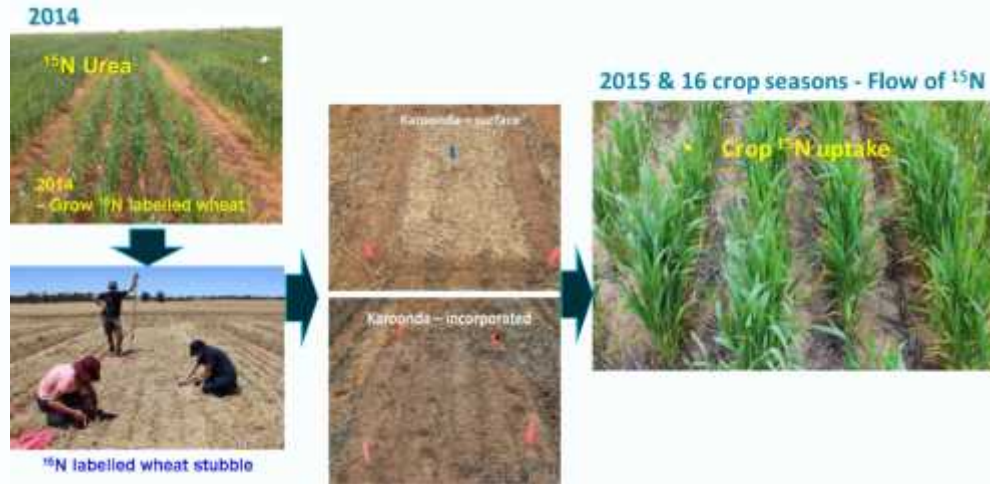 2014
¹⁵N Urea
2014
– Grow ¹⁵N labelled wheat
¹⁵N labelled wheat stubble
Karoonda – surface
Karoonda – incorporated
2015 & 16 crop seasons - Flow of ¹⁵N
Crop ¹⁵N uptake